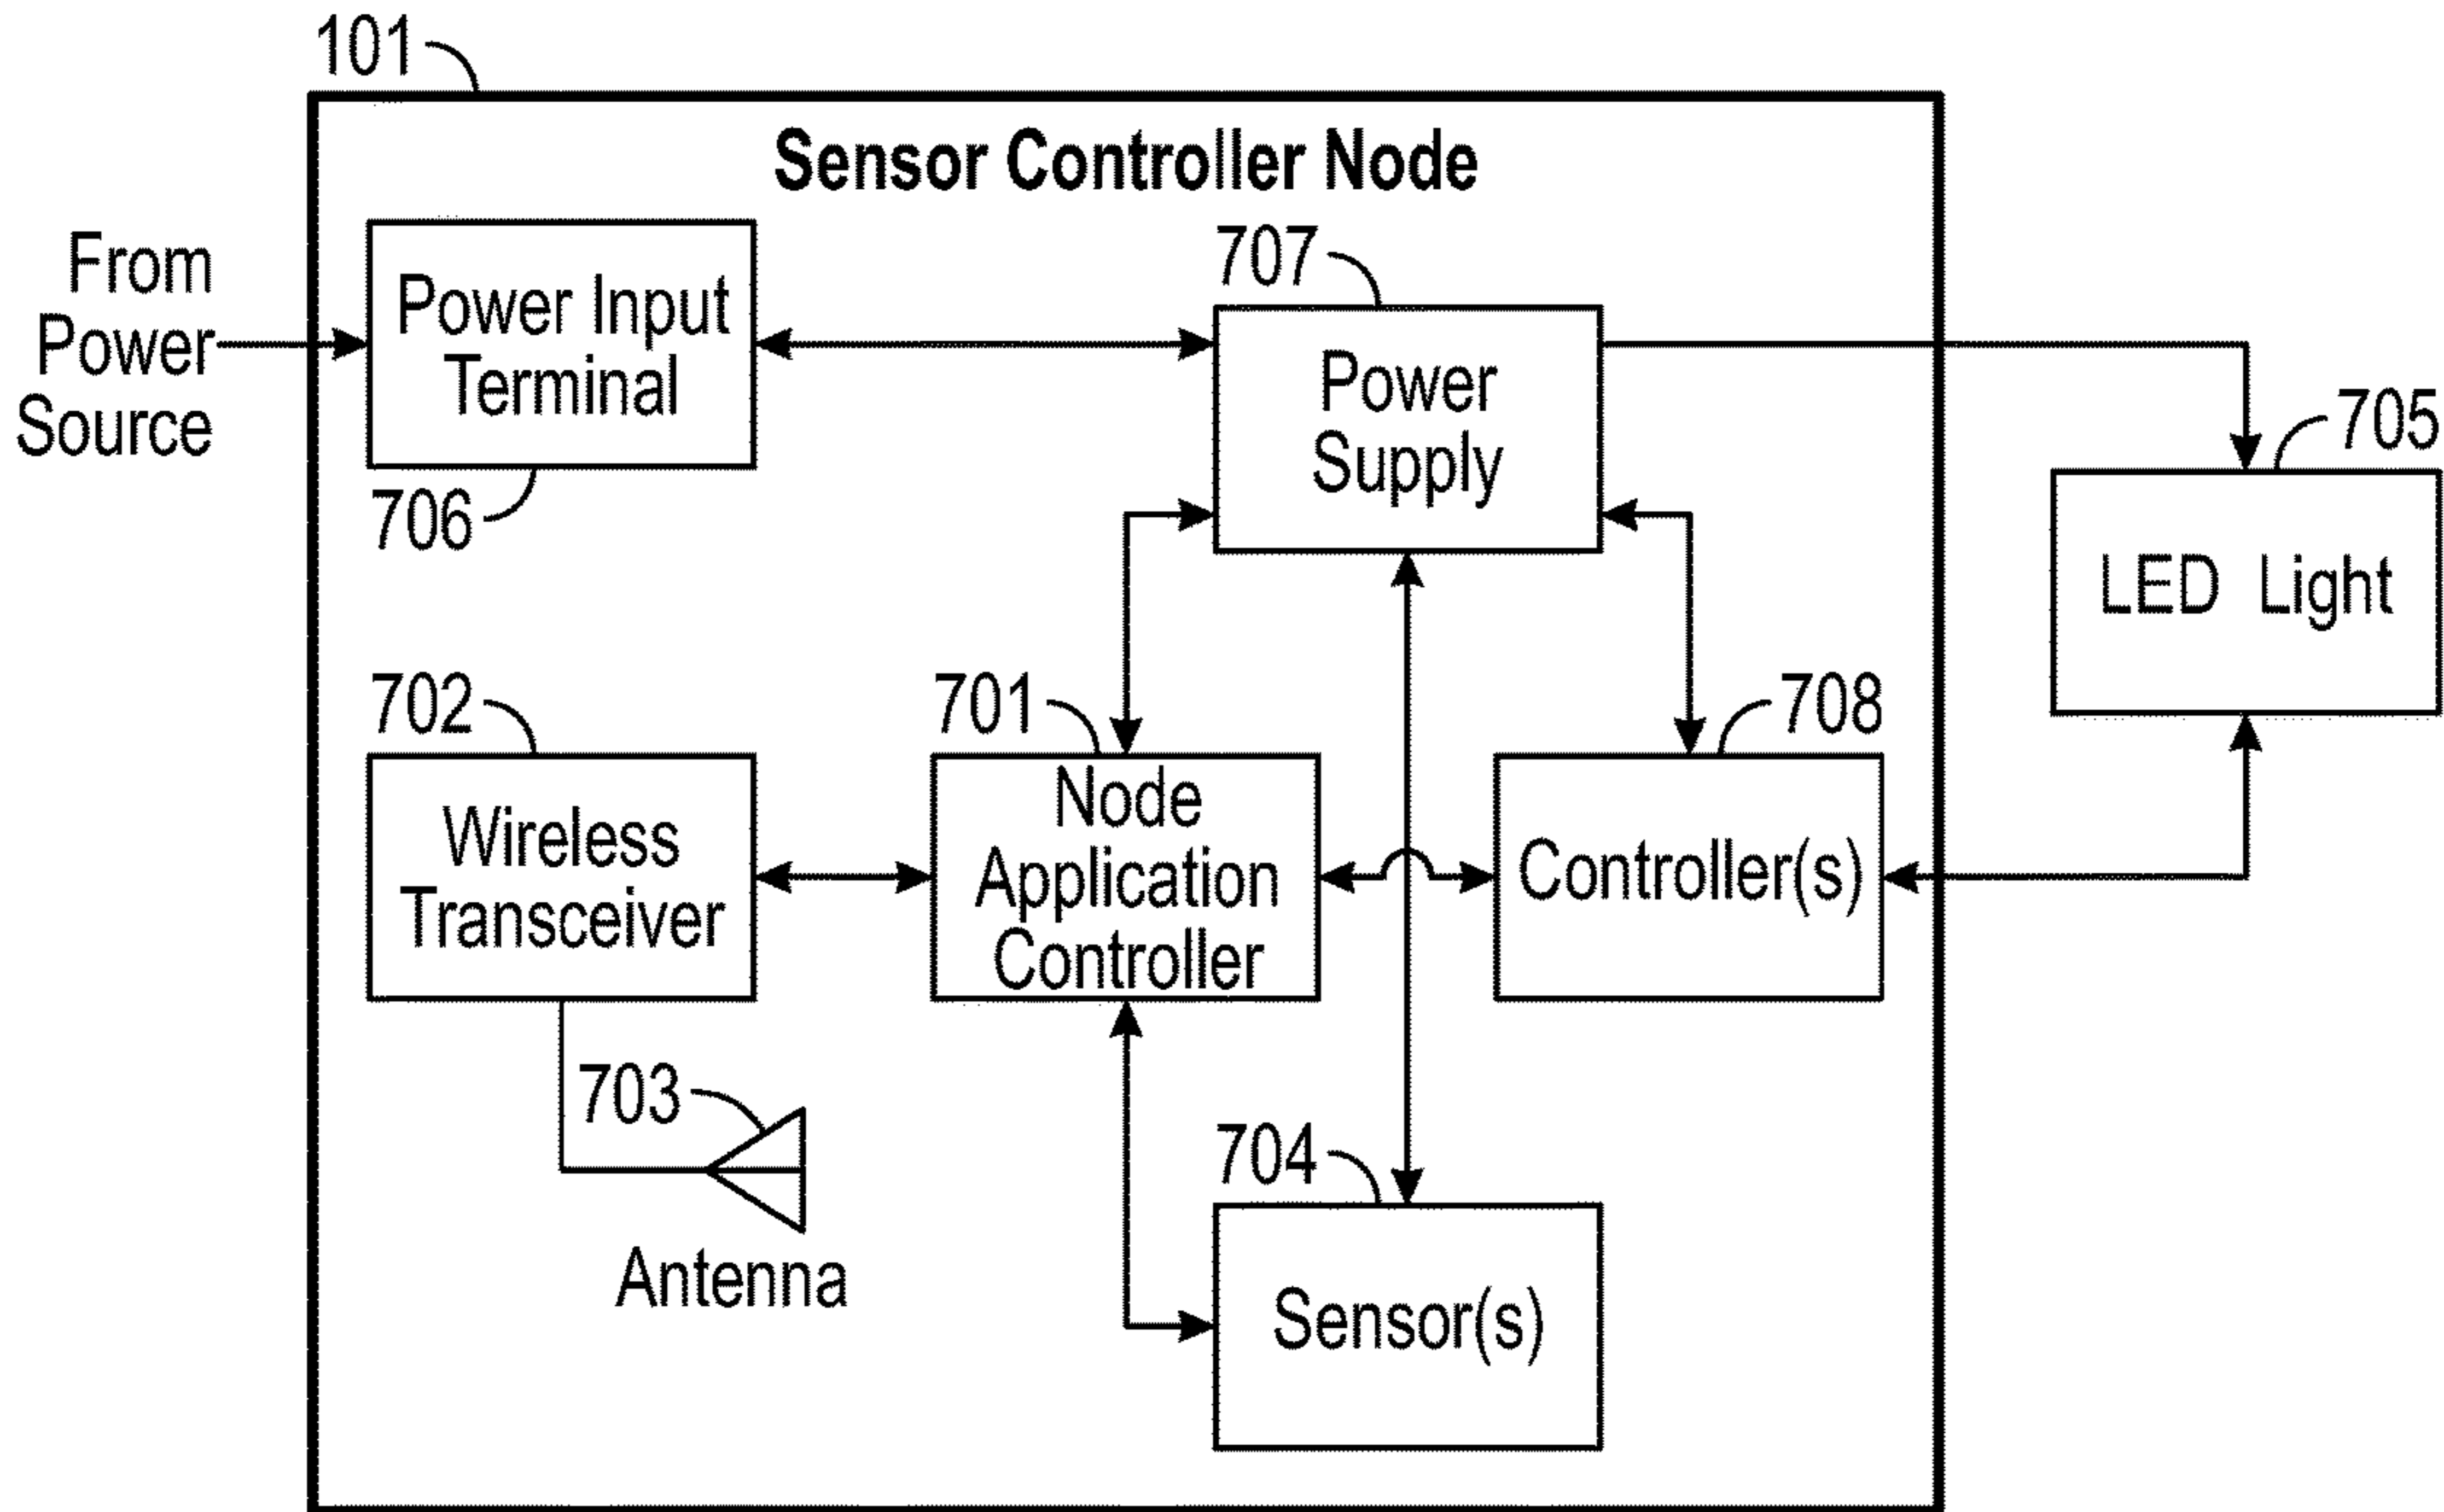 101
Sensor Controller Node
From
Power
Source
Power Input
Terminal
706
707
Power
Supply
705
LED Light
702
Wireless
Transceiver
701
Node
Application
Controller
708
Controller(s)
703
Antenna
704
Sensor(s)